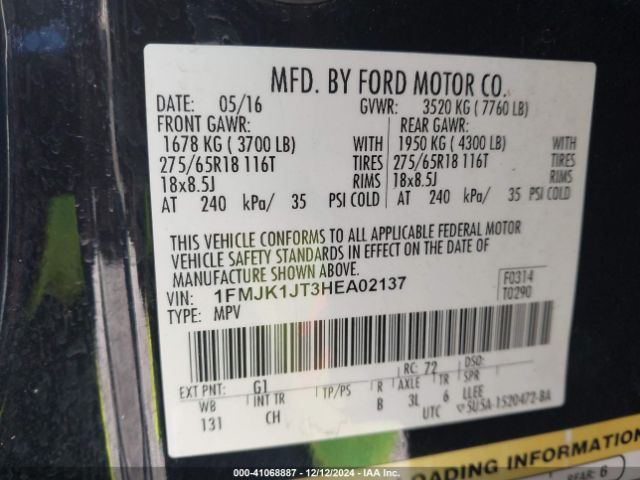 MFD. BY FORD MOTOR CO.
DATE: 05/16 GVWR: 3520 KG ( 7760 LB)
FRONT GAWR: REAR GAWR:
1678 KG ( 3700 LB) WITH 1950 KG ( 4300 LB) WITH
275/65R18 116T TIRES 275/65R18 116T TIRES
18x8.5J RIMS 18x8.5J RIMS
AT 240 kPa/ 35 PSI COLD AT 240 kPa/ 35 PSI COLD
THIS VEHICLE CONFORMS TO ALL APPLICABLE FEDERAL MOTOR
VEHICLE SAFETY STANDARDS IN EFFECT ON THE DATE OF
MANUFACTURE SHOWN ABOVE.
VIN: 1FMJK1JT3HEA02137 F0314
TYPE: MPV T0290
RC: 72 DSO:
EXT PNT: G1
WB INT TR TP/PS R AXLE TR SPR
131 CH B 3L 6 LLEE
UTC ▽5U5A-1520472-BA
LOADING INFORMATION
REAR: 6
000-41068887 - 12/12/2024 - IAA Inc.